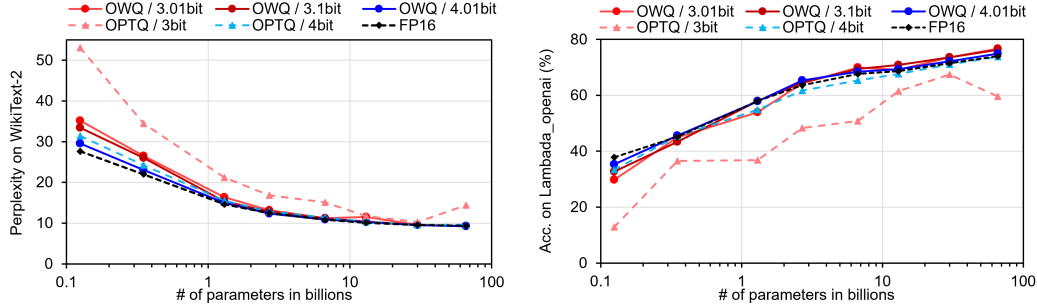 OWQ / 3.01bit OWQ / 3.1bit OWQ / 4.01bit
OPTQ / 3bit OPTQ / 4bit FP16
Perplexity on WikiText-2
50
40
30
20
10
0
0.1 1 10 100
# of parameters in billions
OWQ / 3.01bit OWQ / 3.1bit OWQ / 4.01bit
OPTQ / 3bit OPTQ / 4bit FP16
Acc. on Lambada_openai (%)
80
60
40
20
0
0.1 1 10 100
# of parameters in billions